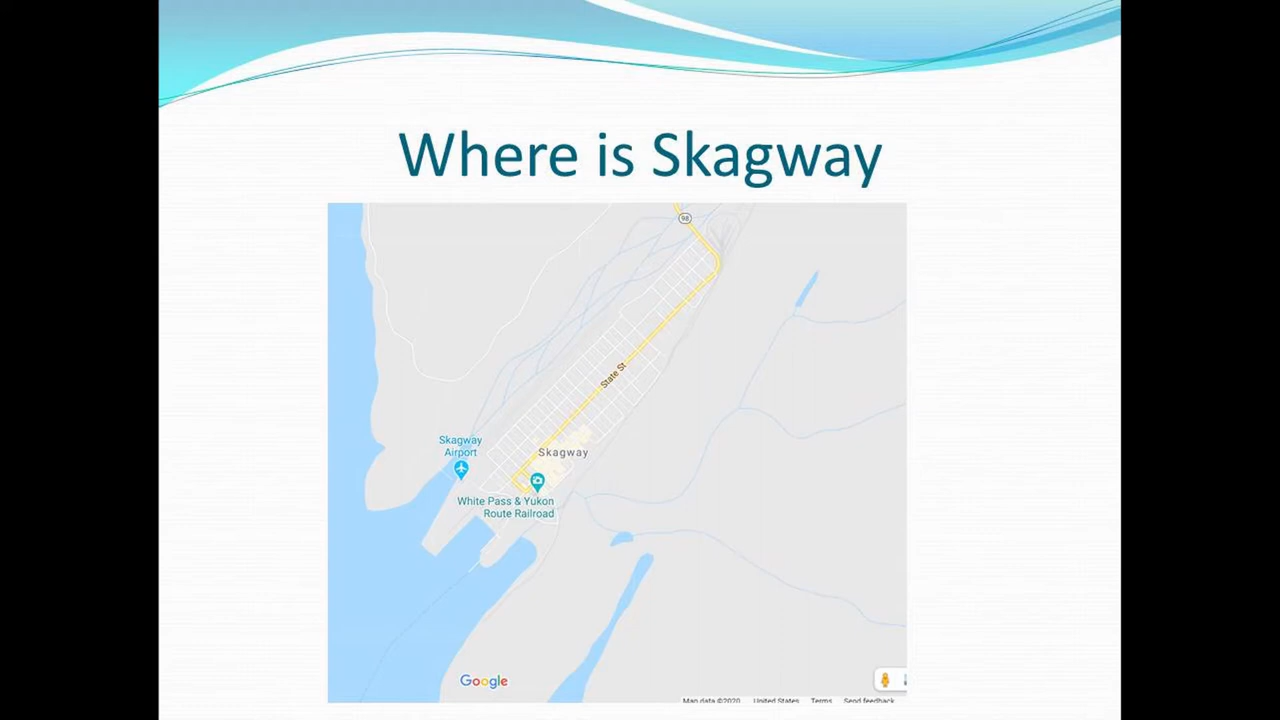 Where is Skagway
98
State St
Skagway
Airport
Skagway
White Pass & Yukon
Route Railroad
Google
Map data ©2020 United States Terms Send feedback